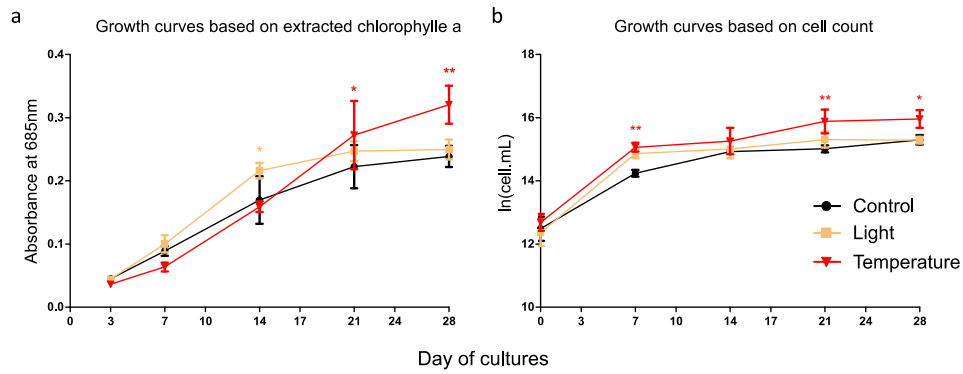 a
Growth curves based on extracted chlorophylle a
b
Growth curves based on cell count
Absorbance at 685nm
0.4
0.3
0.2
0.1
0.0
*
*
**
0 3 7 10 14 17 21 24 28
ln(cell.mL)
18
16
14
12
10
**
**
*
Control
Light
Temperature
0 3 7 10 14 17 21 24 28
Day of cultures